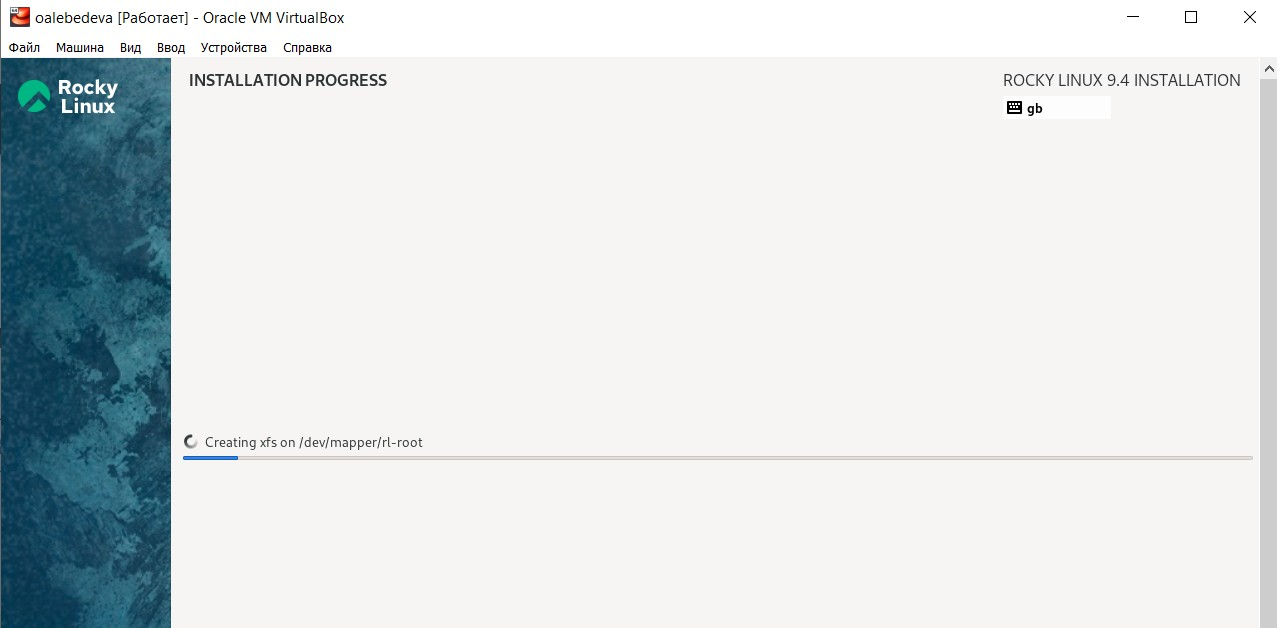 oalebedeva [Работает] - Oracle VM VirtualBox
Файл Машина Вид Ввод Устройства Справка
Rocky
Linux
INSTALLATION PROGRESS
ROCKY LINUX 9.4 INSTALLATION
gb
Creating xfs on /dev/mapper/rl-root